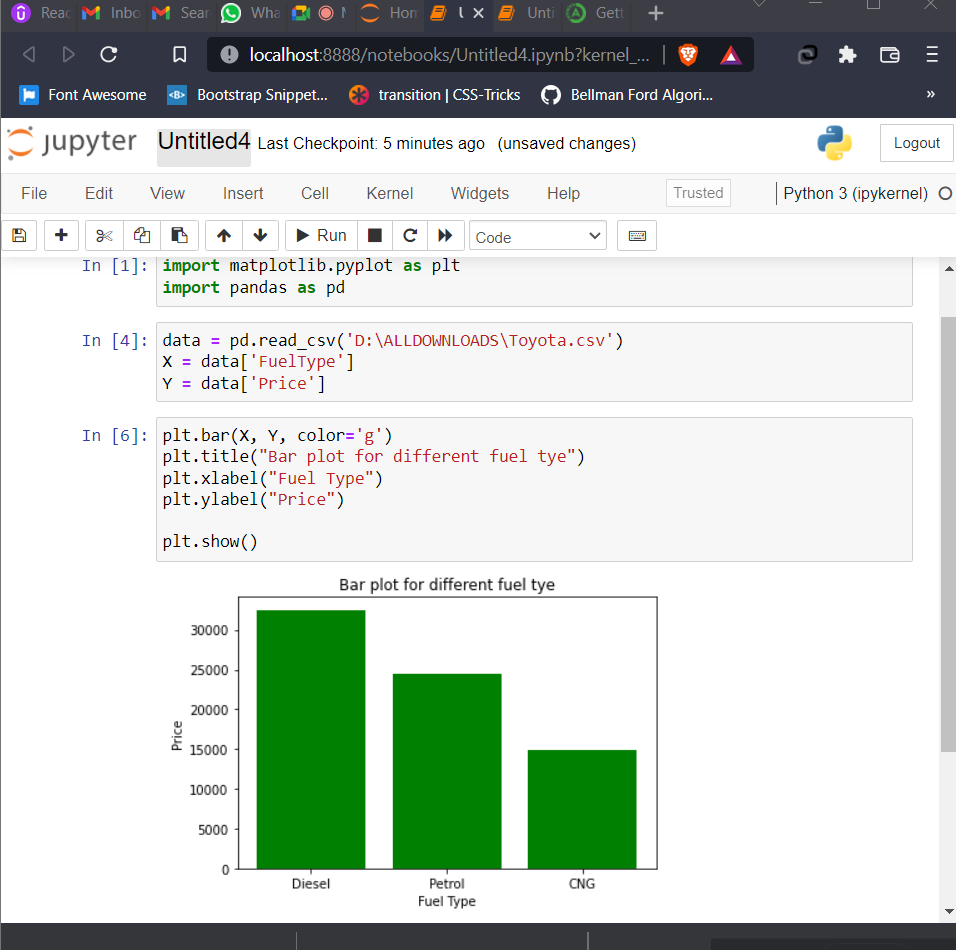 Reac Inbo Sear Wha M Hom U Unti Gett
localhost:8888/notebooks/Untitled4.ipynb?kernel_...
Font Awesome <B> Bootstrap Snippet... transition | CSS-Tricks Bellman Ford Algori... »
jupyter Untitled4 Last Checkpoint: 5 minutes ago (unsaved changes) Logout
File Edit View Insert Cell Kernel Widgets Help Trusted Python 3 (ipykernel)
Run Code
In [1]: import matplotlib.pyplot as plt
import pandas as pd
In [4]: data = pd.read_csv('D:\ALLDOWNLOADS\Toyota.csv')
X = data['FuelType']
Y = data['Price']
In [6]: plt.bar(X, Y, color='g')
plt.title("Bar plot for different fuel tye")
plt.xlabel("Fuel Type")
plt.ylabel("Price")
plt.show()
Bar plot for different fuel tye
30000
25000
20000
15000
10000
5000
0
Price
Diesel Petrol CNG
Fuel Type